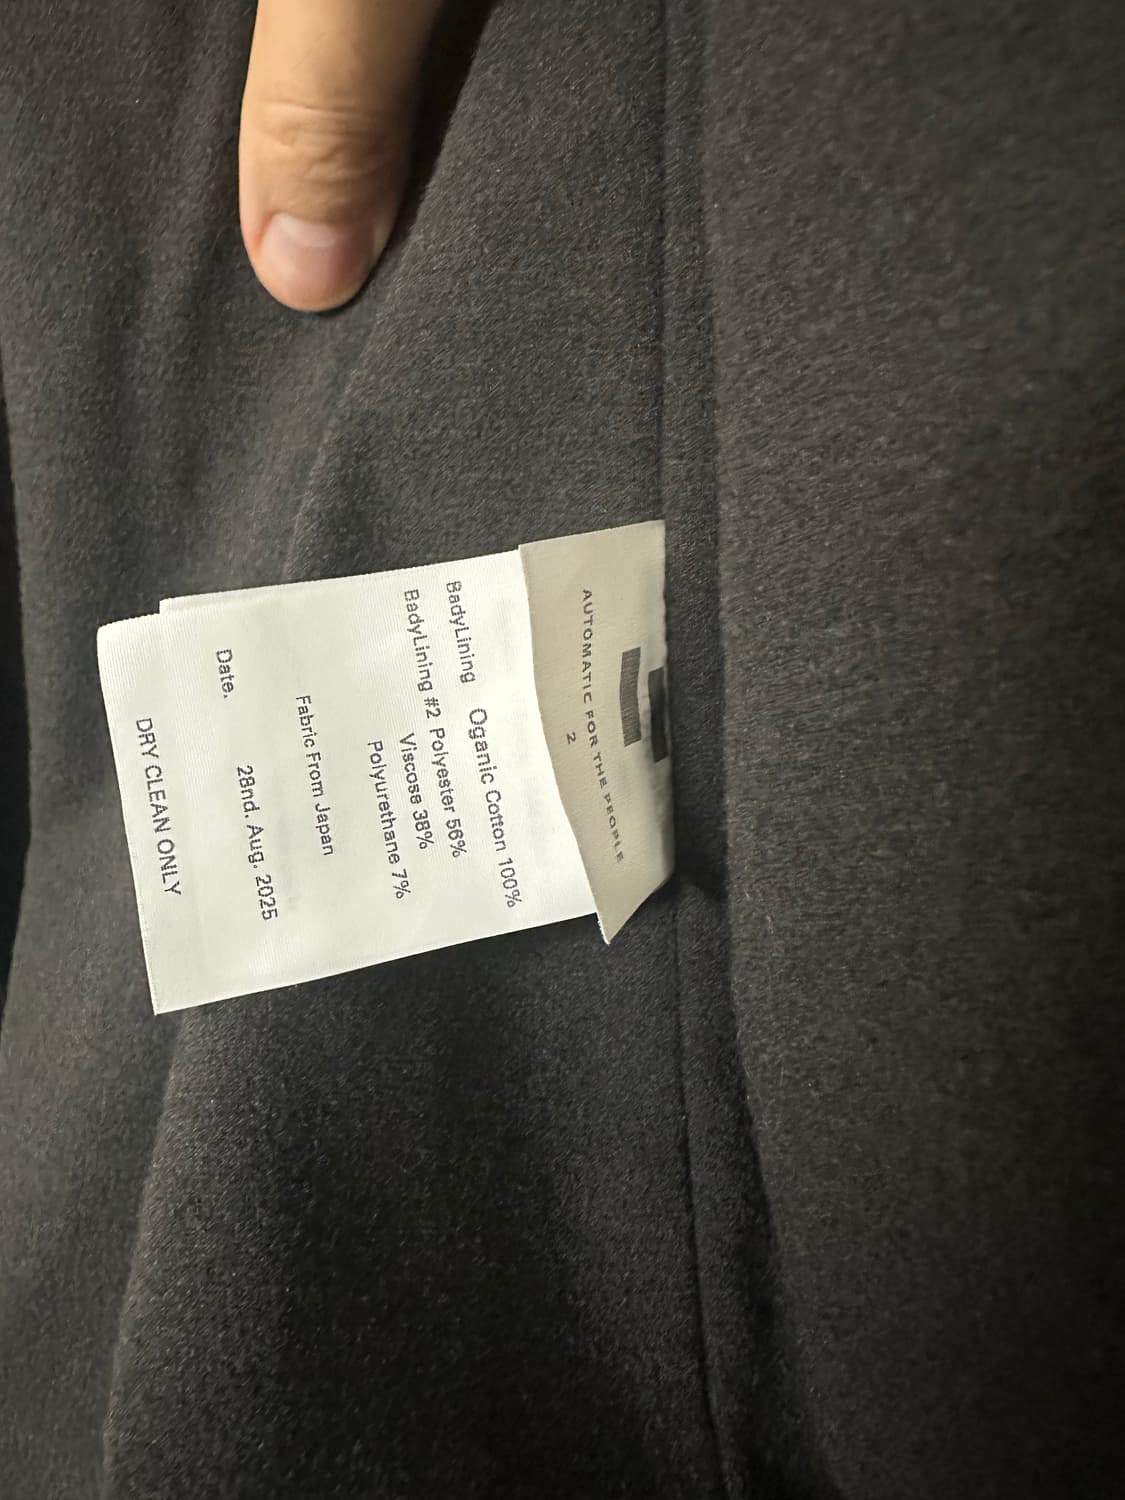 AUTOMATIC FOR THE PEOPLE
2
BadyLining Oganic Cotton 100%
BadyLining #2 Polyester 56%
Viscose 38%
Polyurethane 7%
Fabric From Japan
Date. 28nd. Aug. 2025
DRY CLEAN ONLY